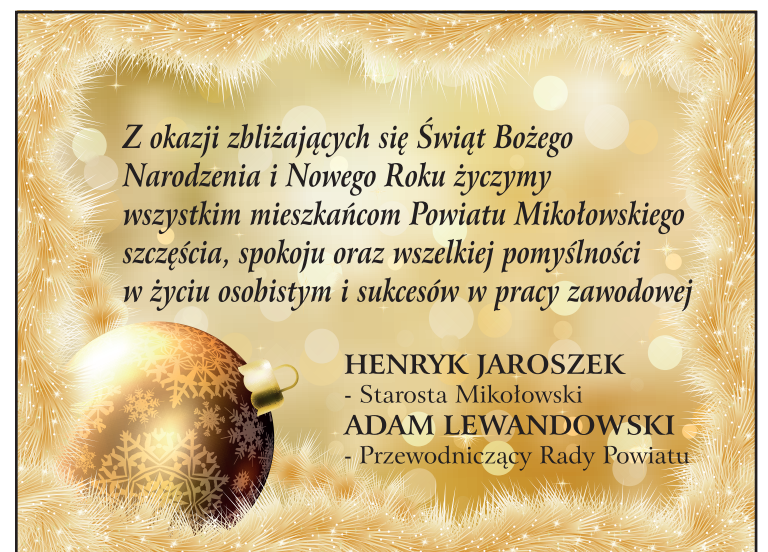 Z okazji zbliżających się Świąt Bożego
Narodzenia i Nowego Roku życzymy
wszystkim mieszkańcom Powiatu Mikołowskiego
szczęścia, spokoju oraz wszelkiej pomyślności
w życiu osobistym i sukcesów w pracy zawodowej
HENRYK JAROSZEK
- Starosta Mikołowski
ADAM LEWANDOWSKI
- Przewodniczący Rady Powiatu